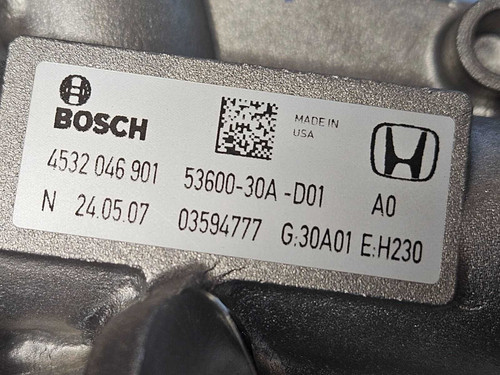 BOSCH
MADE IN
USA
4532 046 901 53600-30A -D01 A0
N 24.05.07 03594777 G:30A01 E:H230